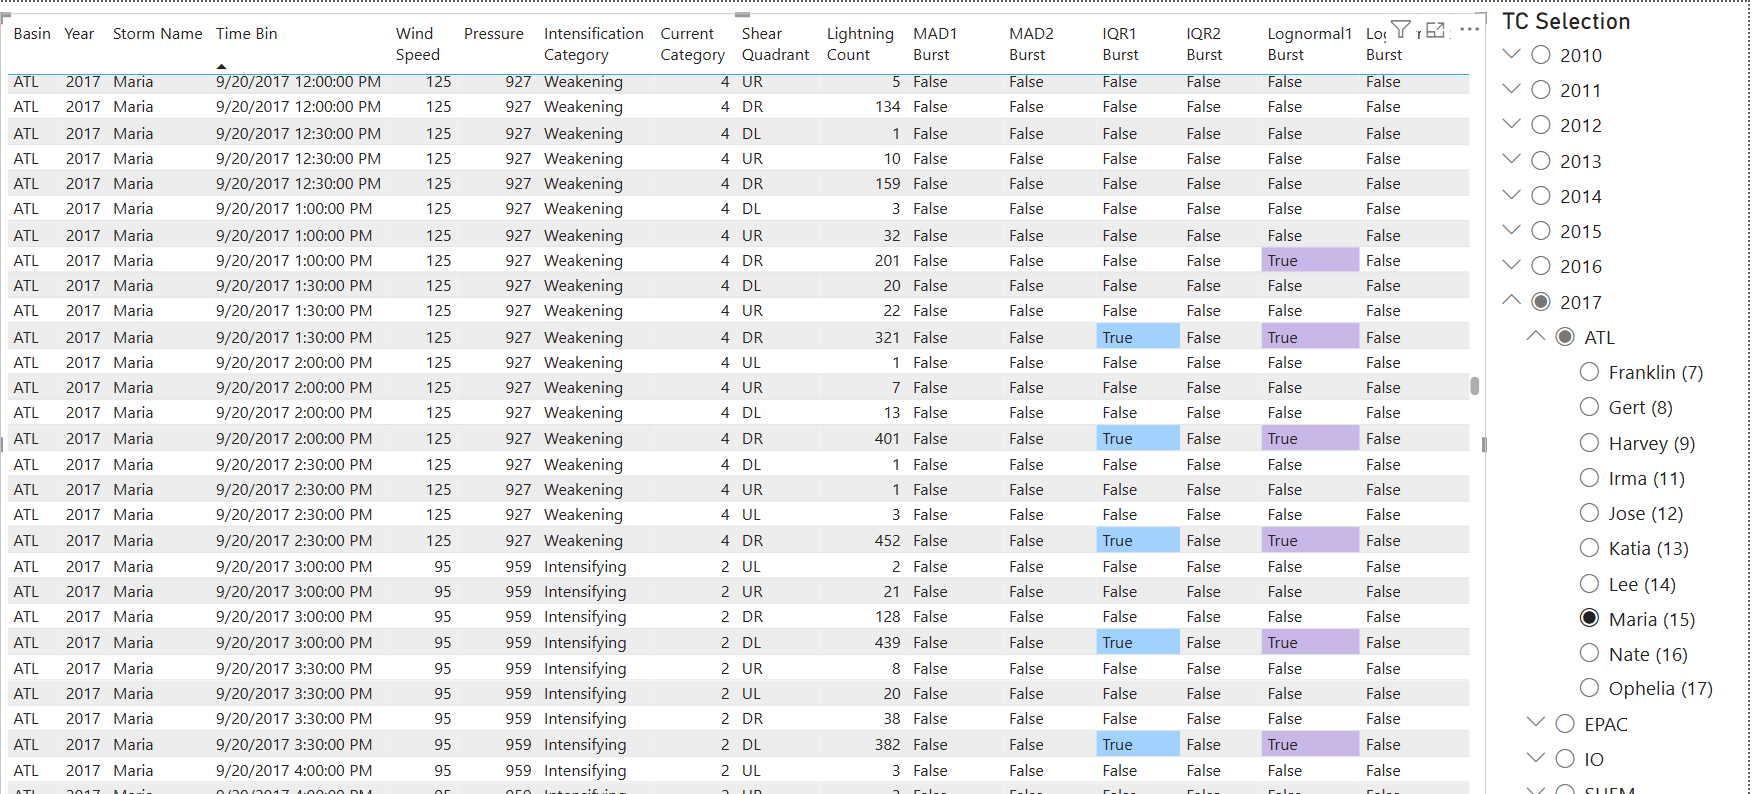 Basin Year Storm Name Time Bin Wind Speed Pressure Intensification Category Current Category Shear Quadrant Lightning Count MAD1 Burst MAD2 Burst IQR1 Burst IQR2 Burst Lognormal1 Burst Burst
ATL 2017 Maria 9/20/2017 12:00:00 PM 125 927 Weakening 4 UR 5 False False False False False False
ATL 2017 Maria 9/20/2017 12:00:00 PM 125 927 Weakening 4 DR 134 False False False False False False
ATL 2017 Maria 9/20/2017 12:30:00 PM 125 927 Weakening 4 DL 1 False False False False False False
ATL 2017 Maria 9/20/2017 12:30:00 PM 125 927 Weakening 4 UR 10 False False False False False False
ATL 2017 Maria 9/20/2017 12:30:00 PM 125 927 Weakening 4 DR 159 False False False False False False
ATL 2017 Maria 9/20/2017 1:00:00 PM 125 927 Weakening 4 DL 3 False False False False False False
ATL 2017 Maria 9/20/2017 1:00:00 PM 125 927 Weakening 4 UR 32 False False False False False False
ATL 2017 Maria 9/20/2017 1:00:00 PM 125 927 Weakening 4 DR 201 False False False False True False
ATL 2017 Maria 9/20/2017 1:30:00 PM 125 927 Weakening 4 DL 20 False False False False False False
ATL 2017 Maria 9/20/2017 1:30:00 PM 125 927 Weakening 4 UR 22 False False False False False False
ATL 2017 Maria 9/20/2017 1:30:00 PM 125 927 Weakening 4 DR 321 False False True False True False
ATL 2017 Maria 9/20/2017 2:00:00 PM 125 927 Weakening 4 UL 1 False False False False False False
ATL 2017 Maria 9/20/2017 2:00:00 PM 125 927 Weakening 4 UR 7 False False False False False False
ATL 2017 Maria 9/20/2017 2:00:00 PM 125 927 Weakening 4 DL 13 False False False False False False
ATL 2017 Maria 9/20/2017 2:00:00 PM 125 927 Weakening 4 DR 401 False False True False True False
ATL 2017 Maria 9/20/2017 2:30:00 PM 125 927 Weakening 4 DL 1 False False False False False False
ATL 2017 Maria 9/20/2017 2:30:00 PM 125 927 Weakening 4 UR 1 False False False False False False
ATL 2017 Maria 9/20/2017 2:30:00 PM 125 927 Weakening 4 UL 3 False False False False False False
ATL 2017 Maria 9/20/2017 2:30:00 PM 125 927 Weakening 4 DR 452 False False True False True False
ATL 2017 Maria 9/20/2017 3:00:00 PM 95 959 Intensifying 2 UL 2 False False False False False False
ATL 2017 Maria 9/20/2017 3:00:00 PM 95 959 Intensifying 2 UR 21 False False False False False False
ATL 2017 Maria 9/20/2017 3:00:00 PM 95 959 Intensifying 2 DR 128 False False False False False False
ATL 2017 Maria 9/20/2017 3:00:00 PM 95 959 Intensifying 2 DL 439 False False True False True False
ATL 2017 Maria 9/20/2017 3:30:00 PM 95 959 Intensifying 2 UR 8 False False False False False False
ATL 2017 Maria 9/20/2017 3:30:00 PM 95 959 Intensifying 2 UL 20 False False False False False False
ATL 2017 Maria 9/20/2017 3:30:00 PM 95 959 Intensifying 2 DR 38 False False False False False False
ATL 2017 Maria 9/20/2017 3:30:00 PM 95 959 Intensifying 2 DL 382 False False True False True False
ATL 2017 Maria 9/20/2017 4:00:00 PM 95 959 Intensifying 2 UL 3 False False False False False False
TC Selection
2010
2011
2012
2013
2014
2015
2016
2017
ATL
Franklin (7)
Gert (8)
Harvey (9)
Irma (11)
Jose (12)
Katia (13)
Lee (14)
Maria (15)
Nate (16)
Ophelia (17)
EPAC
IO